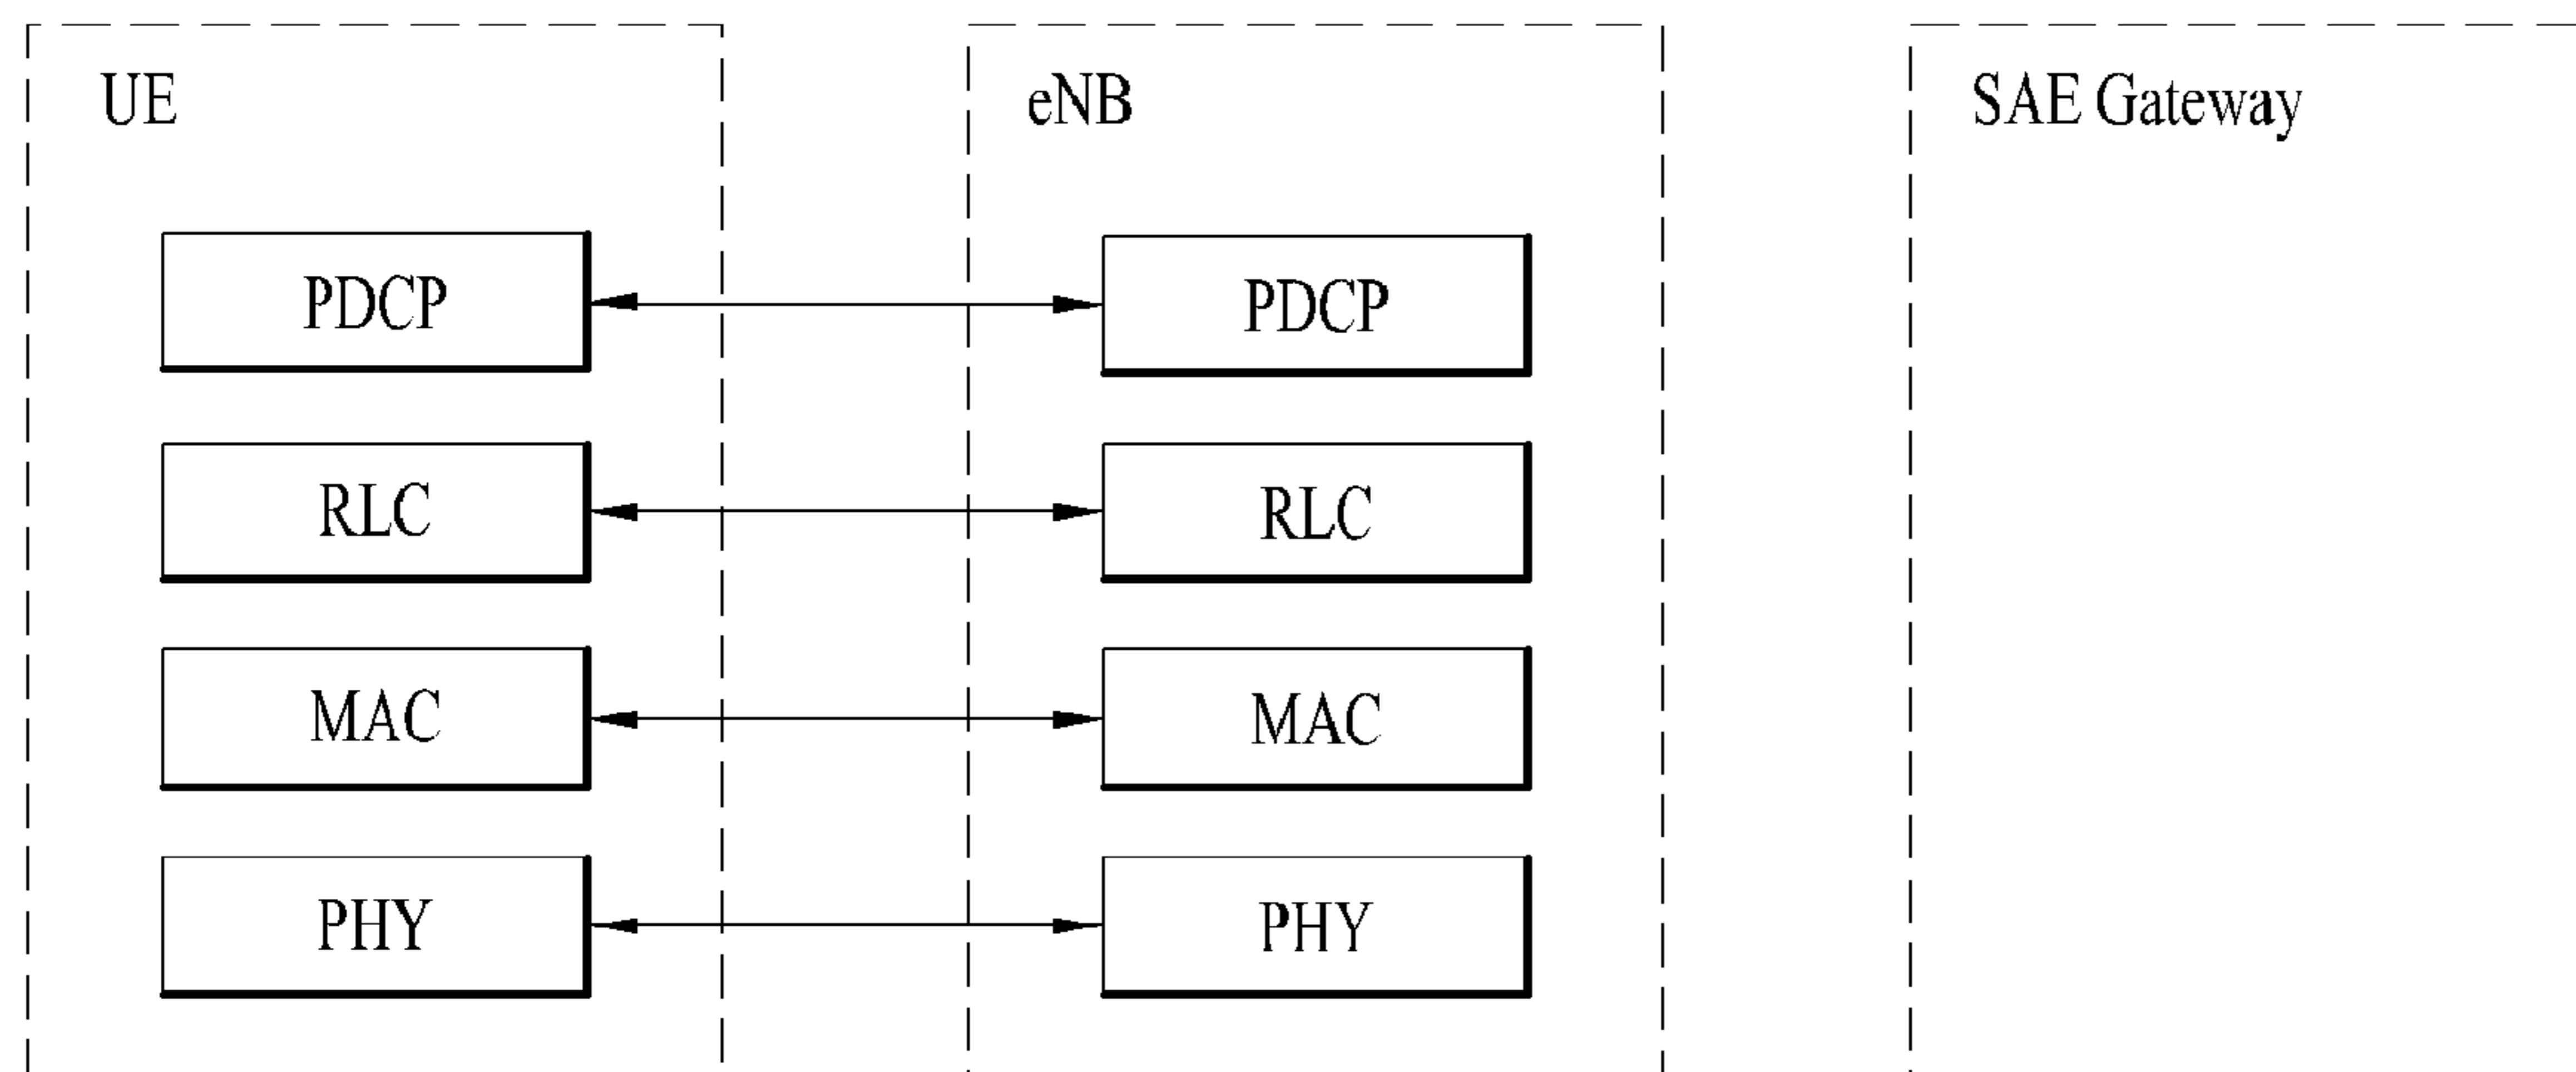 UE
eNB
SAE Gateway
PDCP
PDCP
RLC
RLC
MAC
MAC
PHY
PHY